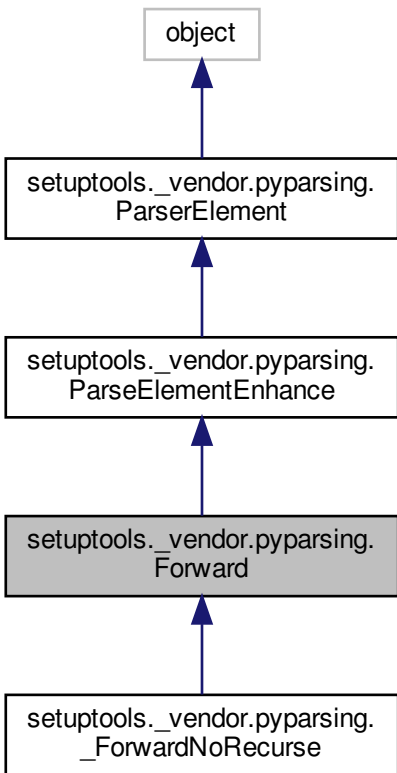 object
setuptools._vendor.pyparsing.
ParserElement
setuptools._vendor.pyparsing.
ParseElementEnhance
setuptools._vendor.pyparsing.
Forward
setuptools._vendor.pyparsing.
_ForwardNoRecurse